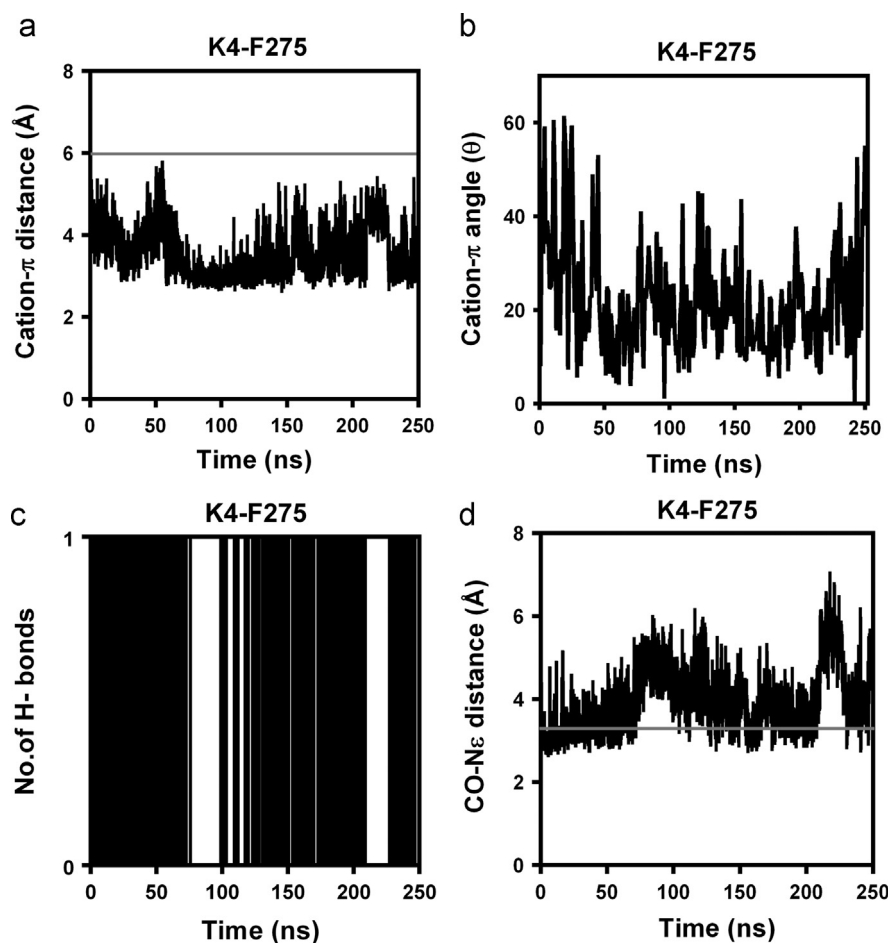 a
K4-F275
Cation-π distance (Å)
8
6
4
2
0
0 50 100 150 200 250
Time (ns)
b
K4-F275
Cation-π angle (θ)
60
40
20
0
0 50 100 150 200 250
Time (ns)
c
K4-F275
No.of H- bonds
1
0
0 50 100 150 200 250
Time (ns)
d
K4-F275
CO-Nε distance (Å)
8
6
4
2
0
0 50 100 150 200 250
Time (ns)